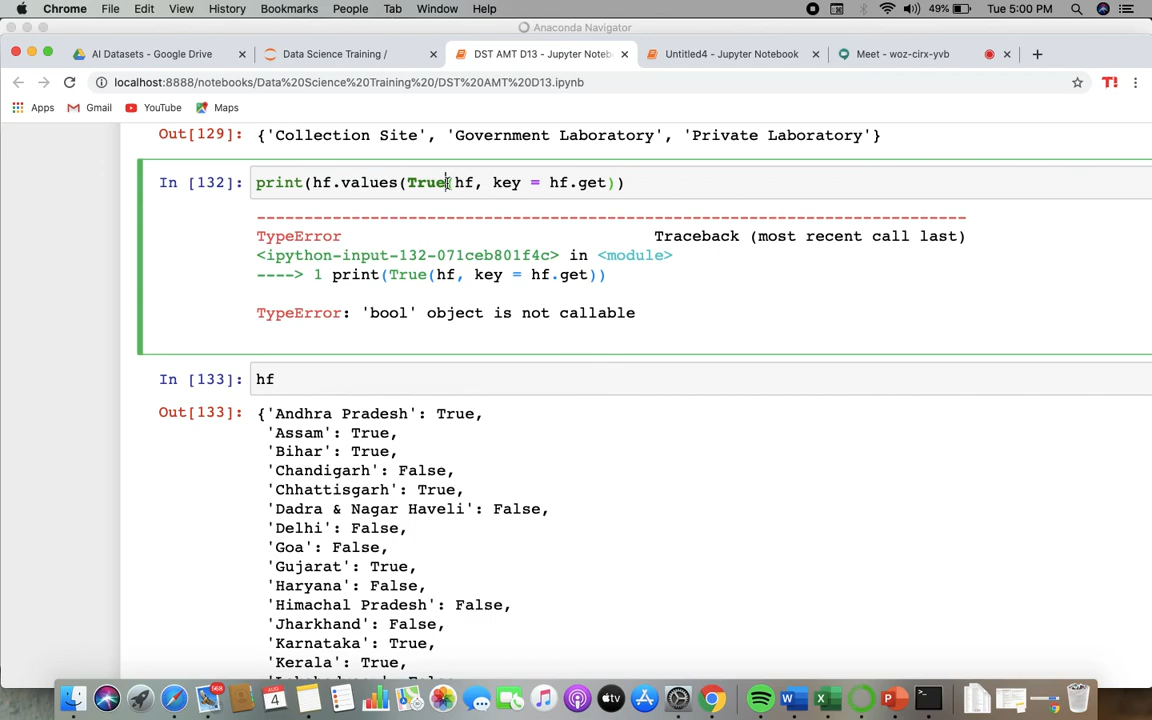 Chrome File Edit View History Bookmarks People Tab Window Help 49% Tue 5:00 PM
Anaconda Navigator
AI Datasets - Google Drive × Data Science Training / × DST AMT D13 - Jupyter Noteb × Untitled4 - Jupyter Notebook × Meet - woz-cirx-yvb × +
localhost:8888/notebooks/Data%20Science%20Training%20/DST%20AMT%20D13.ipynb T!
Apps Gmail YouTube Maps
Out[129]: {'Collection Site', 'Government Laboratory', 'Private Laboratory'}
In [132]: print(hf.values(True(hf, key = hf.get))
---------------------------------------------------------------------------
TypeError Traceback (most recent call last)
<ipython-input-132-071ceb801f4c> in <module>
----> 1 print(True(hf, key = hf.get))
TypeError: 'bool' object is not callable
In [133]: hf
Out[133]: {'Andhra Pradesh': True,
'Assam': True,
'Bihar': True,
'Chandigarh': False,
'Chhattisgarh': True,
'Dadra & Nagar Haveli': False,
'Delhi': False,
'Goa': False,
'Gujarat': True,
'Haryana': False,
'Himachal Pradesh': False,
'Jharkhand': False,
'Karnataka': True,
'Kerala': True,